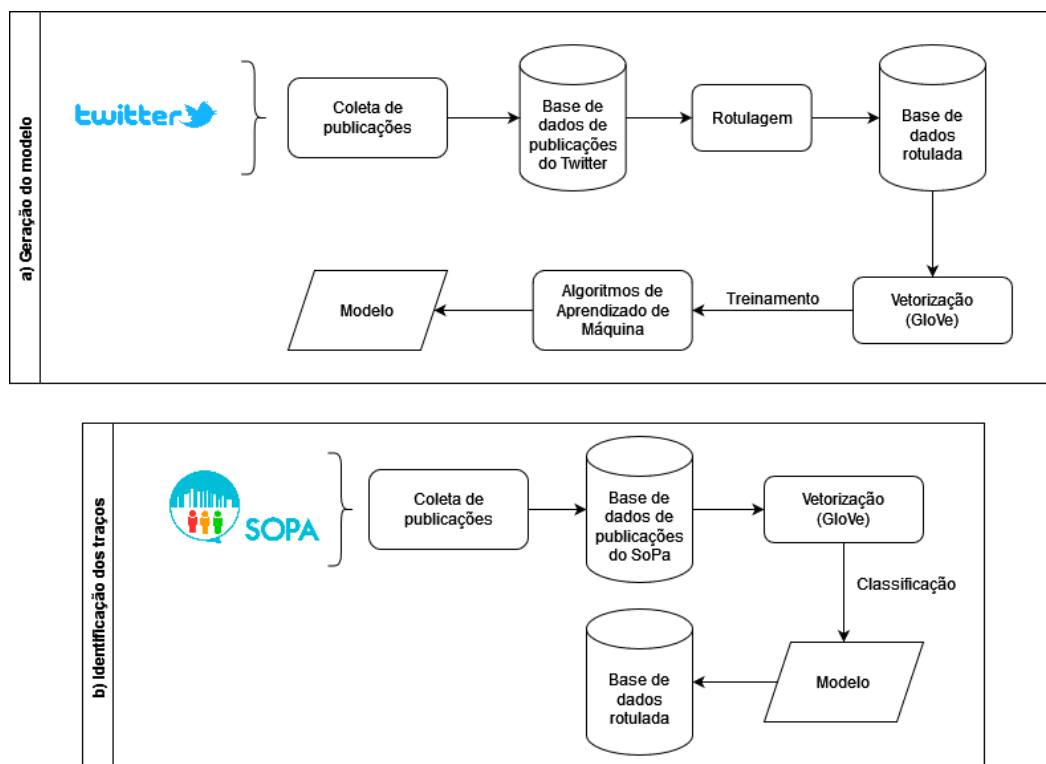 a) Geração do modelo
twitter
Coleta de
publicações
Base de
dados de
publicações
do Twitter
Rotulagem
Base de
dados
rotulada
Modelo
Algoritmos de
Aprendizado de
Máquina
Treinamento
Vetorização
(GloVe)
b) Identificação dos traços
SOPA
Coleta de
publicações
Base de
dados de
publicações
do SoPa
Vetorização
(GloVe)
Classificação
Base de
dados
rotulada
Modelo